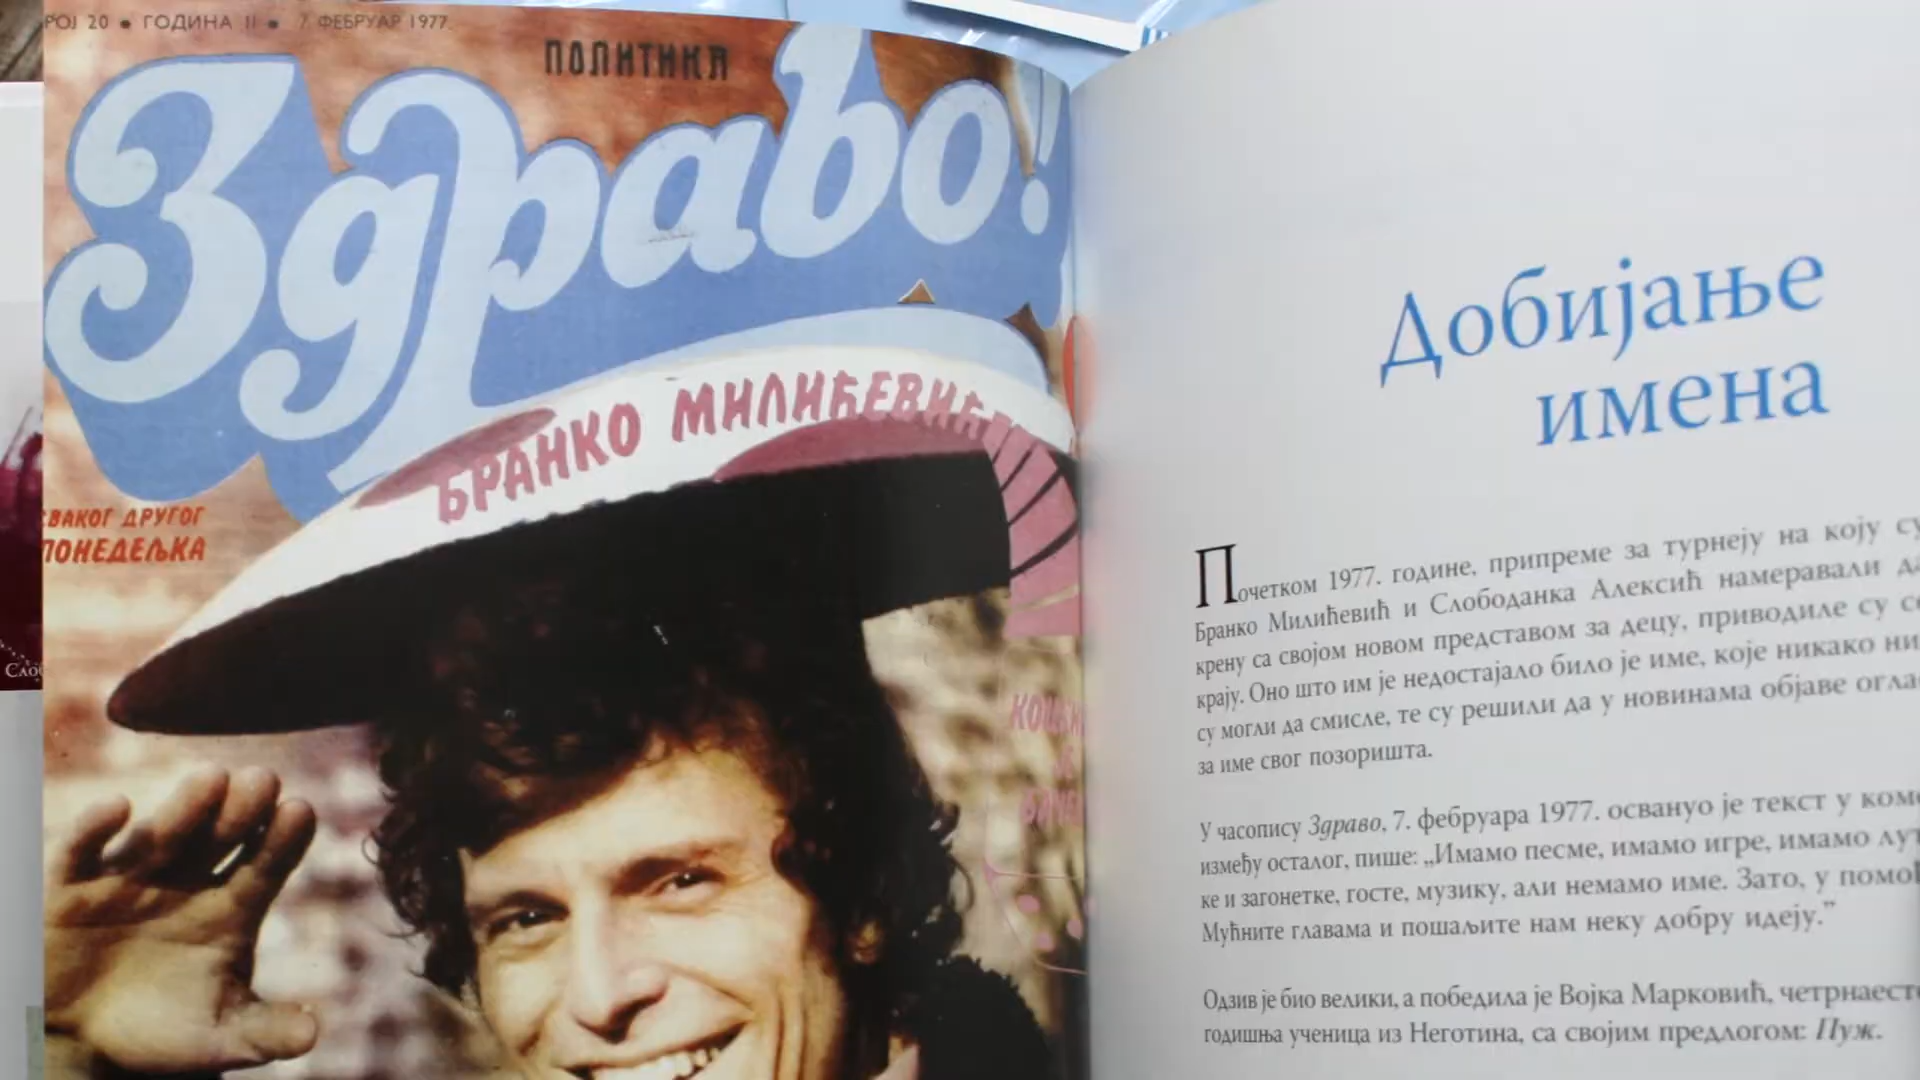 РОЈ 20 • ГОДИНА II • 7. ФЕБРУАР 1977.
ПОЛИТИКА
Здраво!
БРАНКО МИЛИЋЕВИЋ
СВАКОГ ДРУГОГ
ПОНЕДЕЉКА
Добијање
имена
Почетком 1977. године, припреме за турнеју на коју су
Бранко Милићевић и Слободанка Алексић намеравали да
крену са својом новом представом за децу, приводиле су се
крају. Оно што им је недостајало било је име, које никако ни
су могли да смисле, те су решили да у новинама објаве огла
за име свог позоришта.
У часопису Здраво, 7. фебруара 1977. освануо је текст у ком
између осталог, пише: „Имамо песме, имамо игре, имамо лут
ке и загонетке, госте, музику, али немамо име. Зато, у помоћ
Мућните главама и пошаљите нам неку добру идеју.”
Одзив је био велики, а победила је Војка Марковић, четрнаест
годишња ученица из Неготина, са својим предлогом: Пуж.